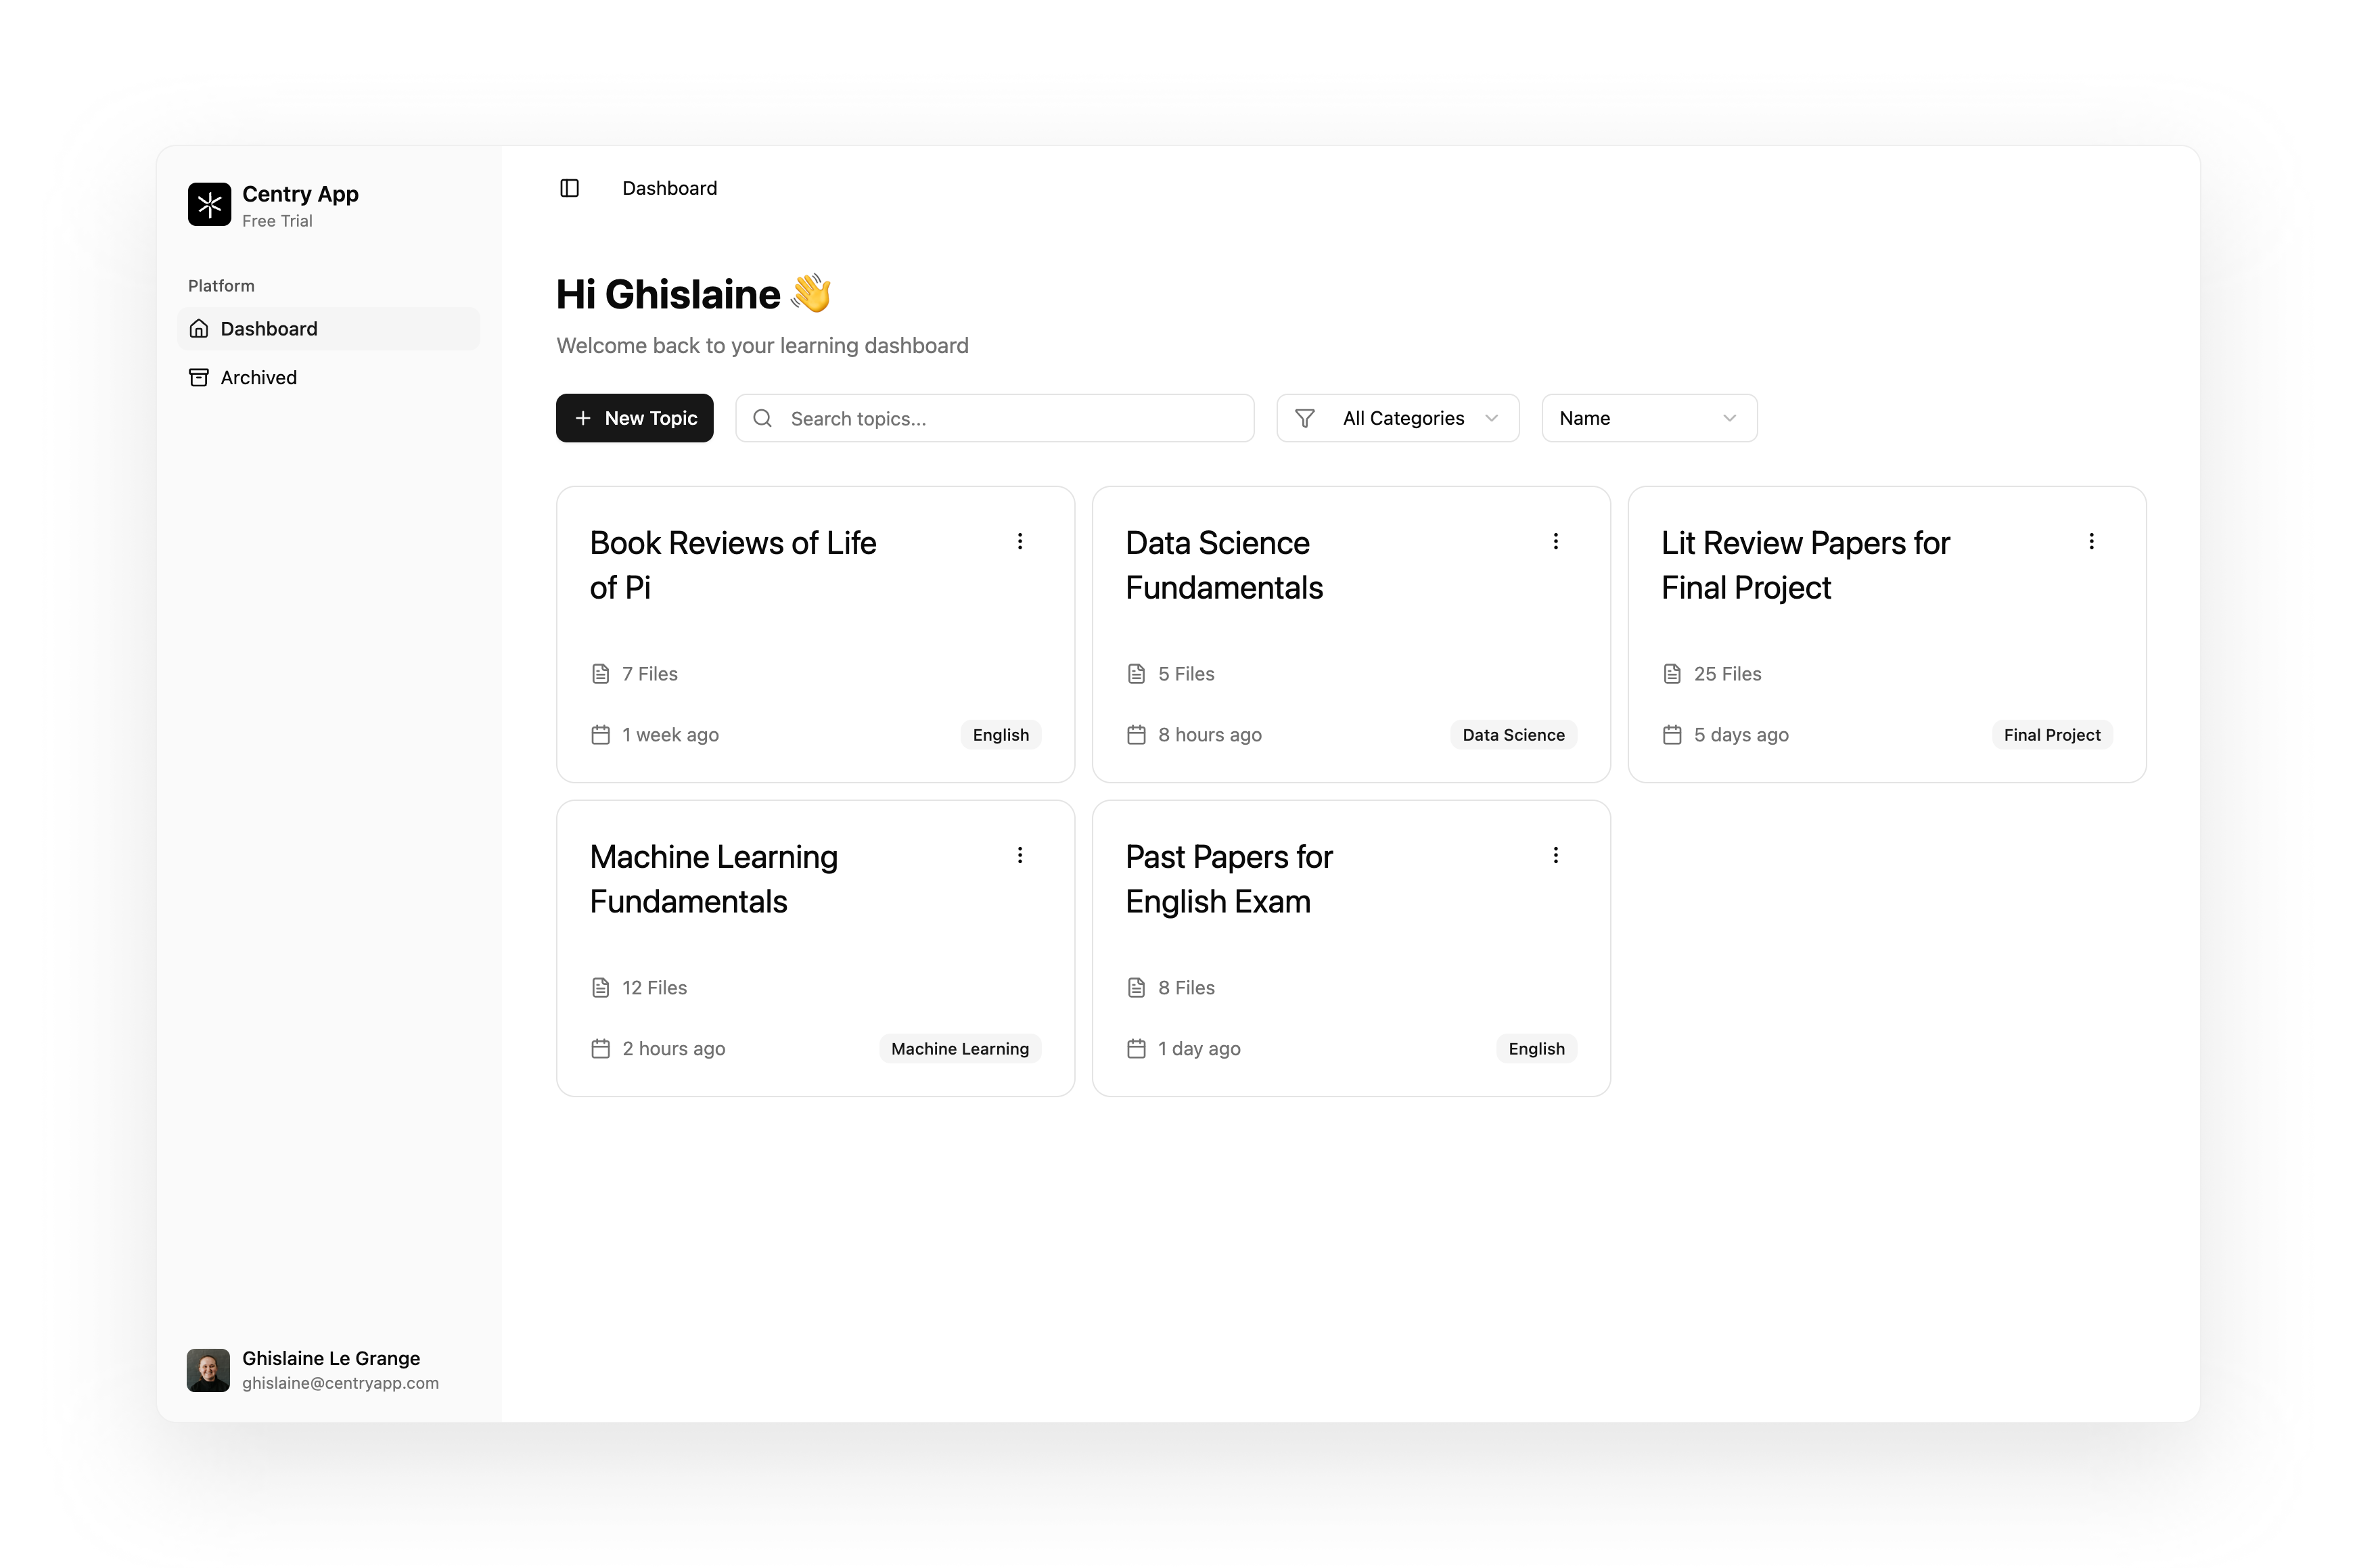 Centry App
Free Trial
Platform
Dashboard
Archived
Ghislaine Le Grange
ghislaine@centryapp.com
Dashboard
Hi Ghislaine 👋
Welcome back to your learning dashboard
New Topic
Search topics...
All Categories
Name
Book Reviews of Life
of Pi
7 Files
1 week ago
English
Data Science
Fundamentals
5 Files
8 hours ago
Data Science
Lit Review Papers for
Final Project
25 Files
5 days ago
Final Project
Machine Learning
Fundamentals
12 Files
2 hours ago
Machine Learning
Past Papers for
English Exam
8 Files
1 day ago
English